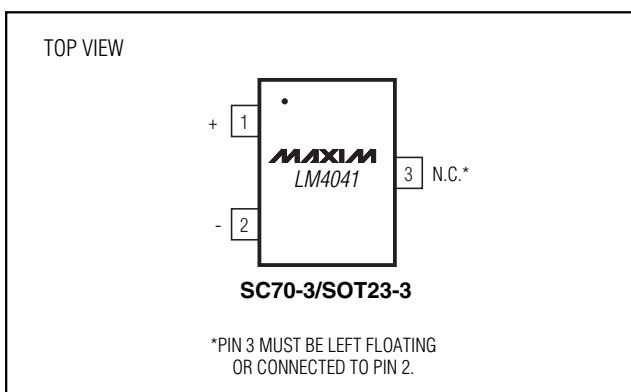 TOP VIEW
+ 1
MAXIM
LM4041
3 N.C.*
- 2
SC70-3/SOT23-3
*PIN 3 MUST BE LEFT FLOATING
OR CONNECTED TO PIN 2.